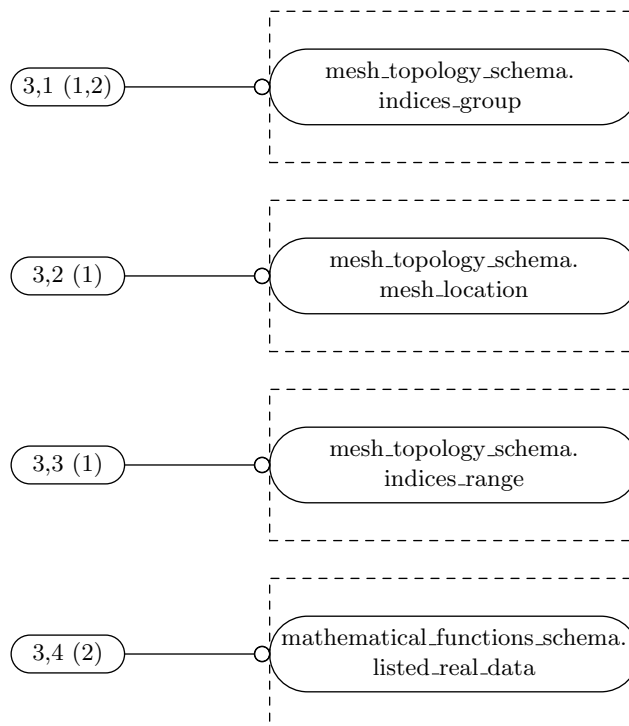 3,1 (1,2)
mesh_topology_schema.
indices_group
3,2 (1)
mesh_topology_schema.
mesh_location
3,3 (1)
mesh_topology_schema.
indices_range
3,4 (2)
mathematical_functions_schema.
listed_real_data